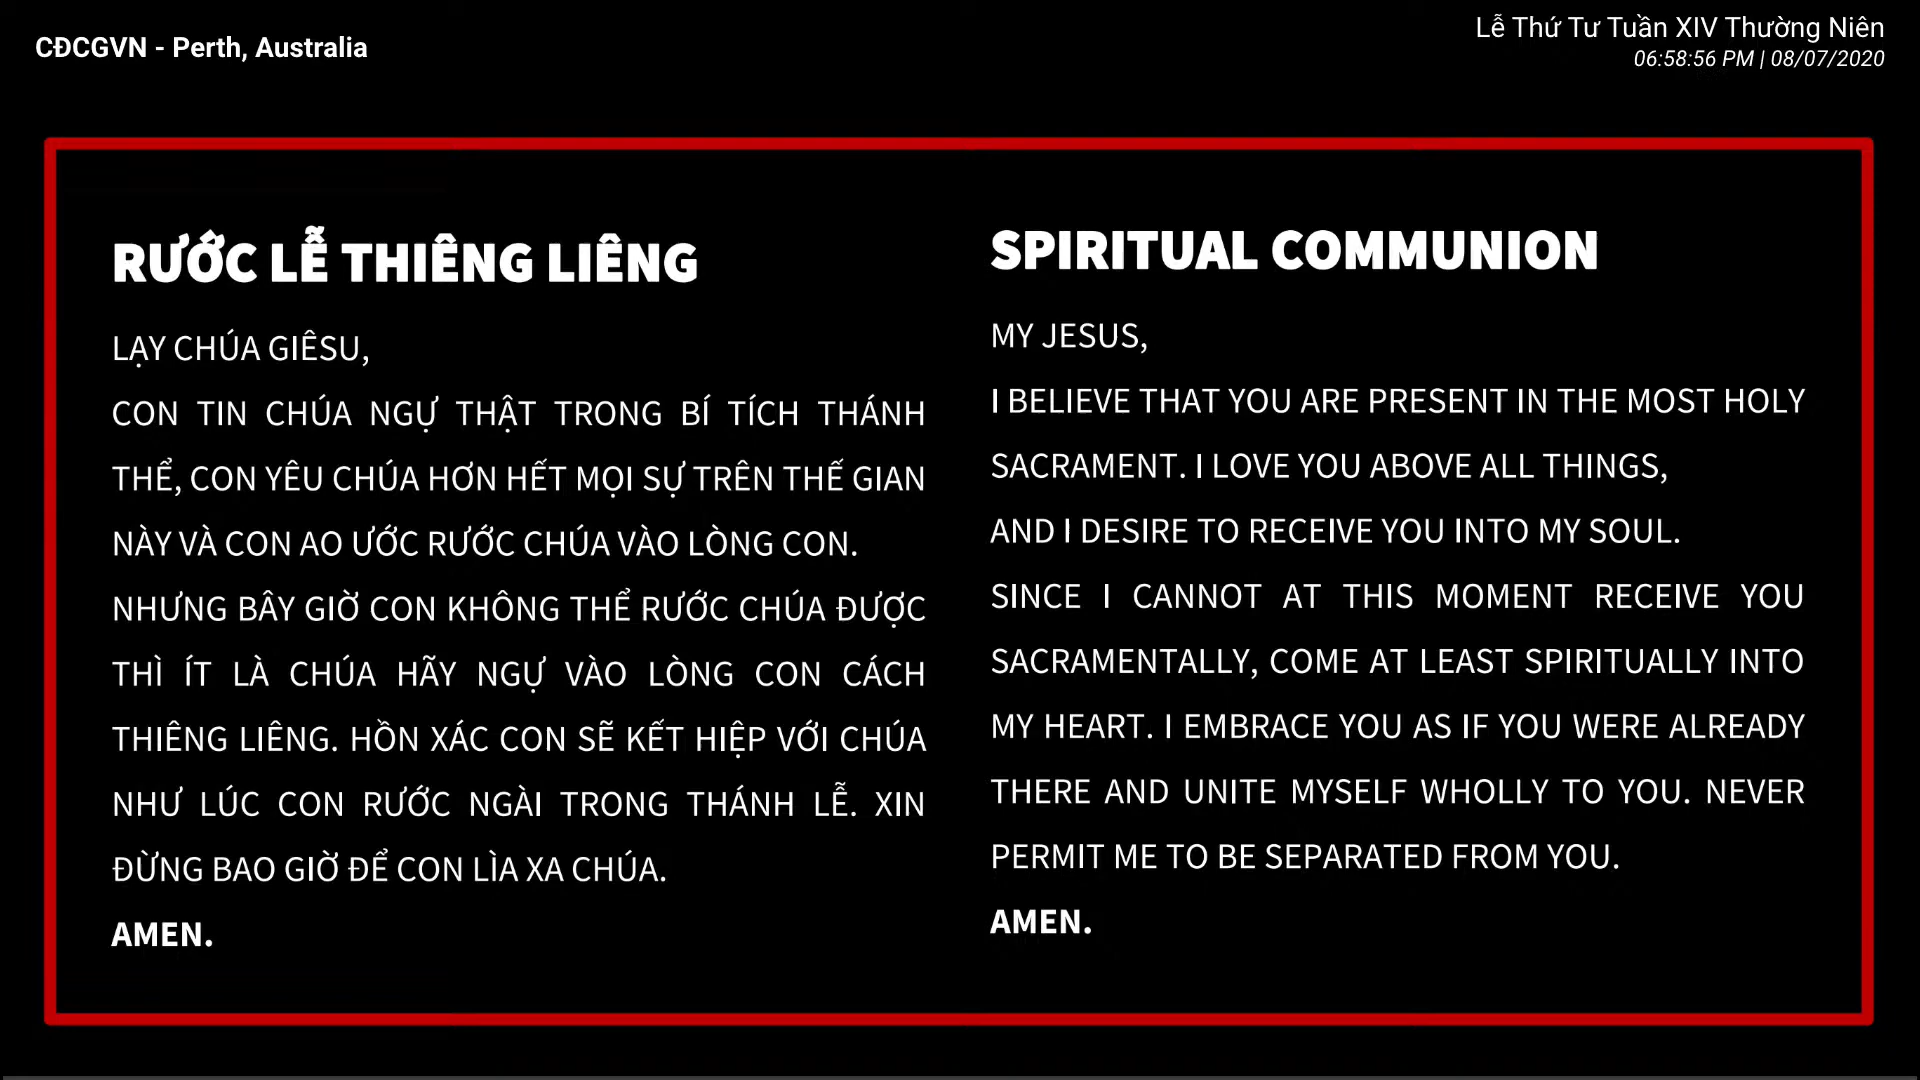 CĐCGVN - Perth, Australia
Lễ Thứ Tư Tuần XIV Thường Niên
06:58:56 PM | 08/07/2020
RƯỚC LỄ THIÊNG LIÊNG
LẠY CHÚA GIÊSU,
CON TIN CHÚA NGỰ THẬT TRONG BÍ TÍCH THÁNH
THỂ, CON YÊU CHÚA HƠN HẾT MỌI SỰ TRÊN THẾ GIAN
NÀY VÀ CON AO ƯỚC RƯỚC CHÚA VÀO LÒNG CON.
NHƯNG BÂY GIỜ CON KHÔNG THỂ RƯỚC CHÚA ĐƯỢC
THÌ ÍT LÀ CHÚA HÃY NGỰ VÀO LÒNG CON CÁCH
THIÊNG LIÊNG. HỒN XÁC CON SẼ KẾT HIỆP VỚI CHÚA
NHƯ LÚC CON RƯỚC NGÀI TRONG THÁNH LỄ. XIN
ĐỪNG BAO GIỜ ĐỂ CON LÌA XA CHÚA.
AMEN.
SPIRITUAL COMMUNION
MY JESUS,
I BELIEVE THAT YOU ARE PRESENT IN THE MOST HOLY
SACRAMENT. I LOVE YOU ABOVE ALL THINGS,
AND I DESIRE TO RECEIVE YOU INTO MY SOUL.
SINCE I CANNOT AT THIS MOMENT RECEIVE YOU
SACRAMENTALLY, COME AT LEAST SPIRITUALLY INTO
MY HEART. I EMBRACE YOU AS IF YOU WERE ALREADY
THERE AND UNITE MYSELF WHOLLY TO YOU. NEVER
PERMIT ME TO BE SEPARATED FROM YOU.
AMEN.